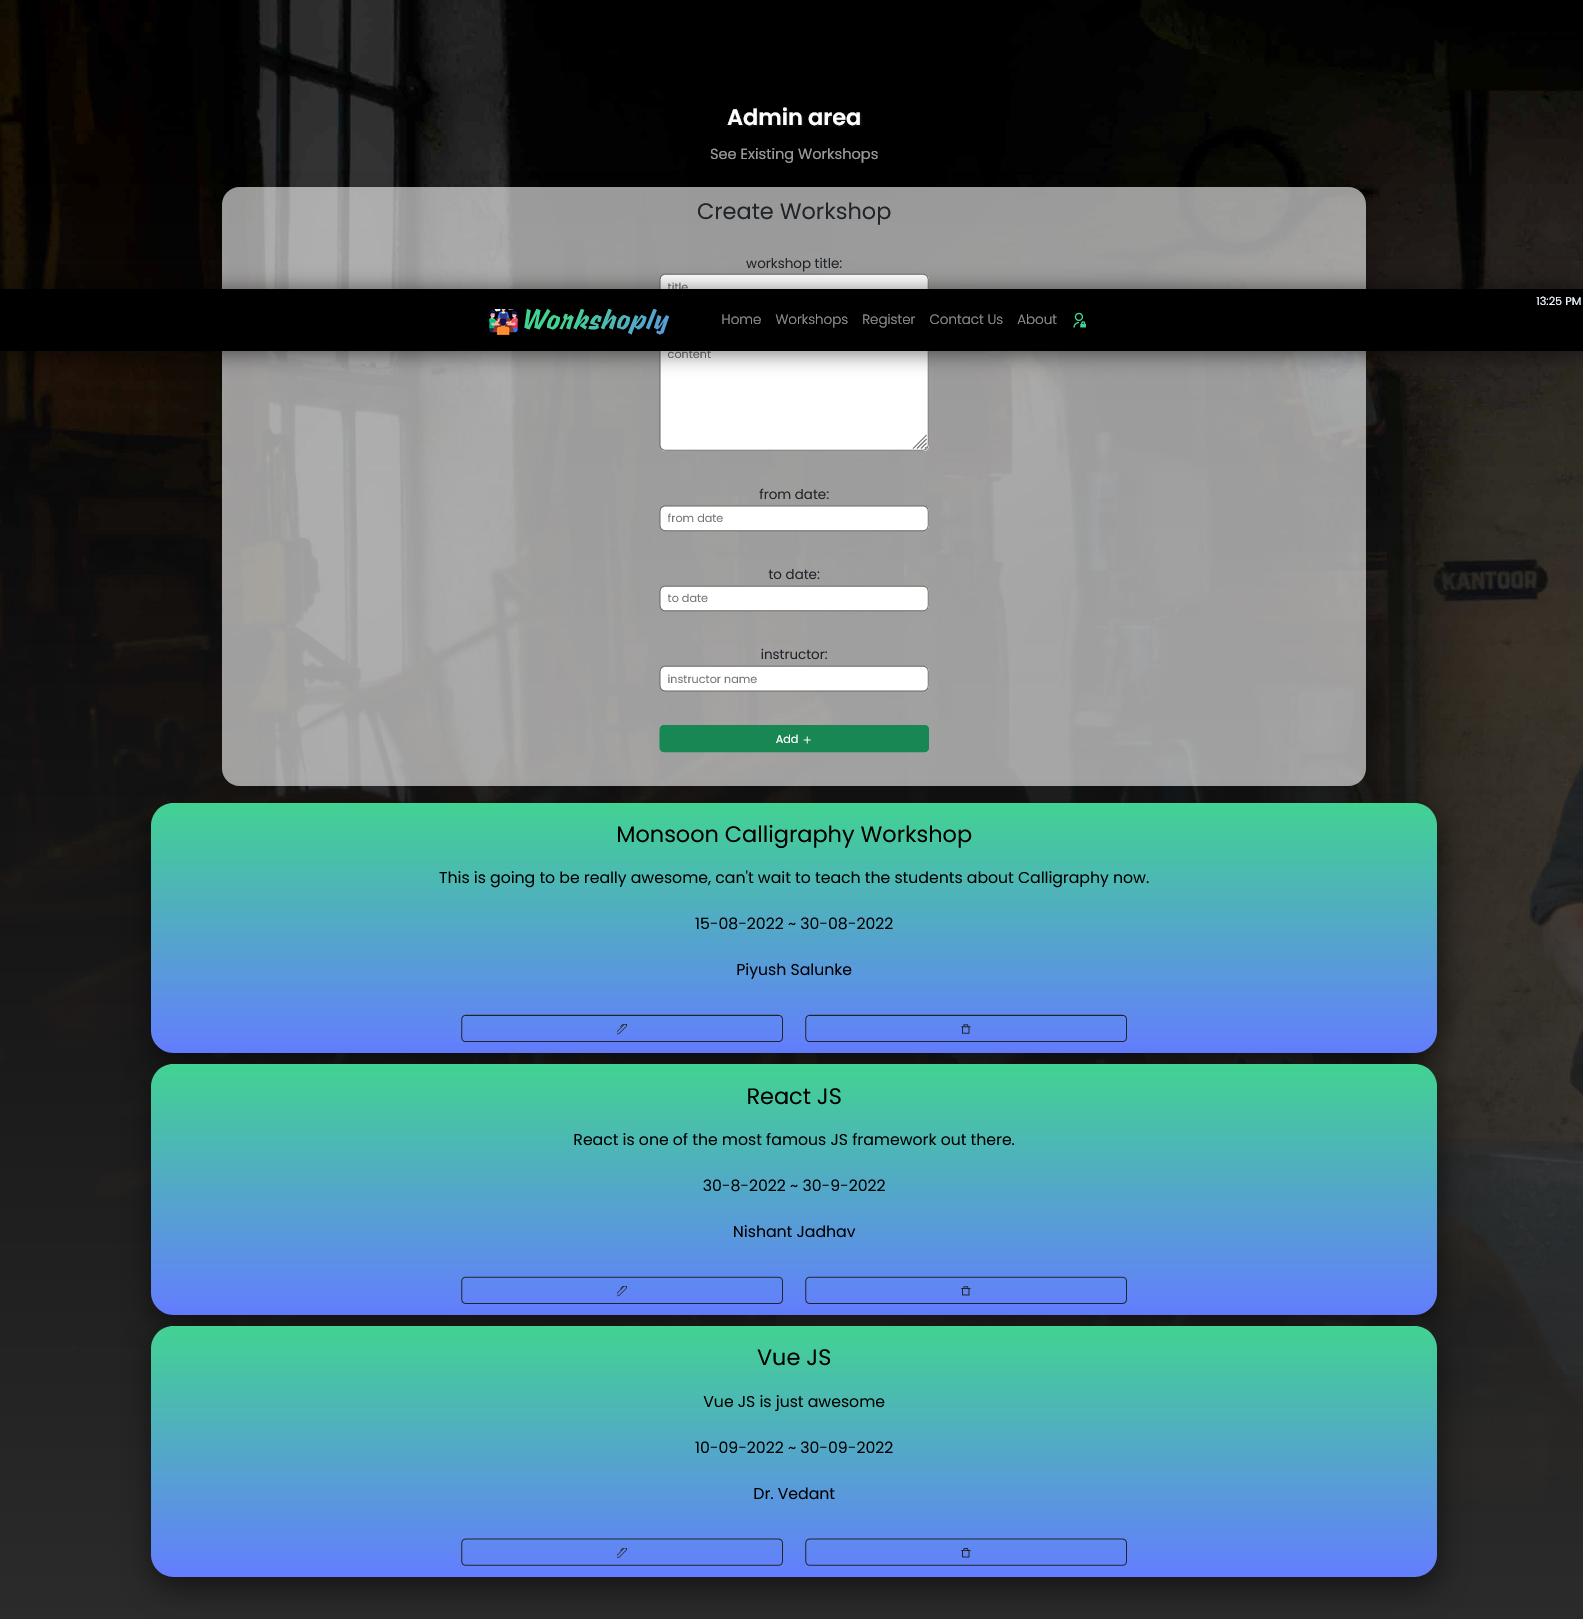 Admin area
See Existing Workshops
Create Workshop
workshop title:
title
Workshoply Home Workshops Register Contact Us About
13:25 PM
content
from date:
from date
to date:
to date
instructor:
instructor name
Add +
KANTOOR
Monsoon Calligraphy Workshop
This is going to be really awesome, can't wait to teach the students about Calligraphy now.
15-08-2022 ~ 30-08-2022
Piyush Salunke
React JS
React is one of the most famous JS framework out there.
30-8-2022 ~ 30-9-2022
Nishant Jadhav
Vue JS
Vue JS is just awesome
10-09-2022 ~ 30-09-2022
Dr. Vedant